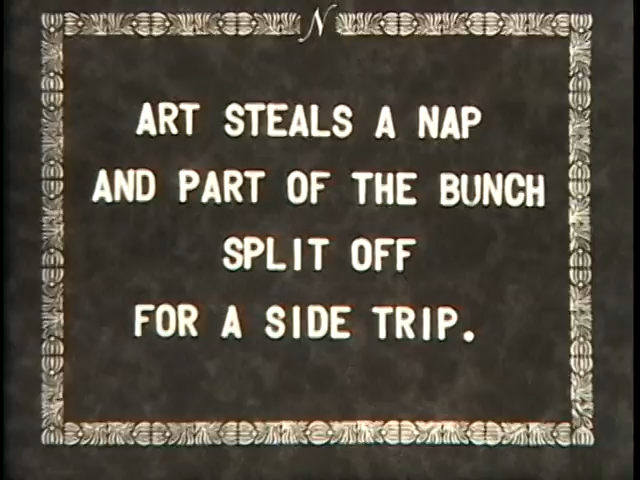 N
ART STEALS A NAP
AND PART OF THE BUNCH
SPLIT OFF
FOR A SIDE TRIP.